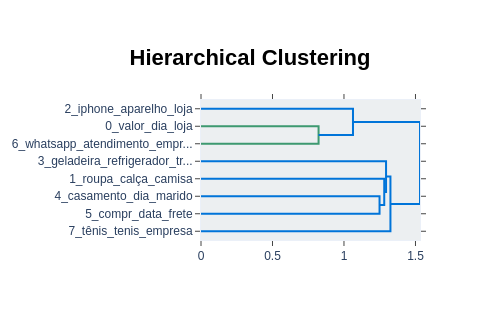 Hierarchical Clustering
2_iphone_aparelho_loja
0_valor_dia_loja
6_whatsapp_atendimento_empr...
3_geladeira_refrigerador_tr...
1_roupa_calça_camisa
4_casamento_dia_marido
5_compr_data_frete
7_tênis_tenis_empresa
0 0.5 1 1.5